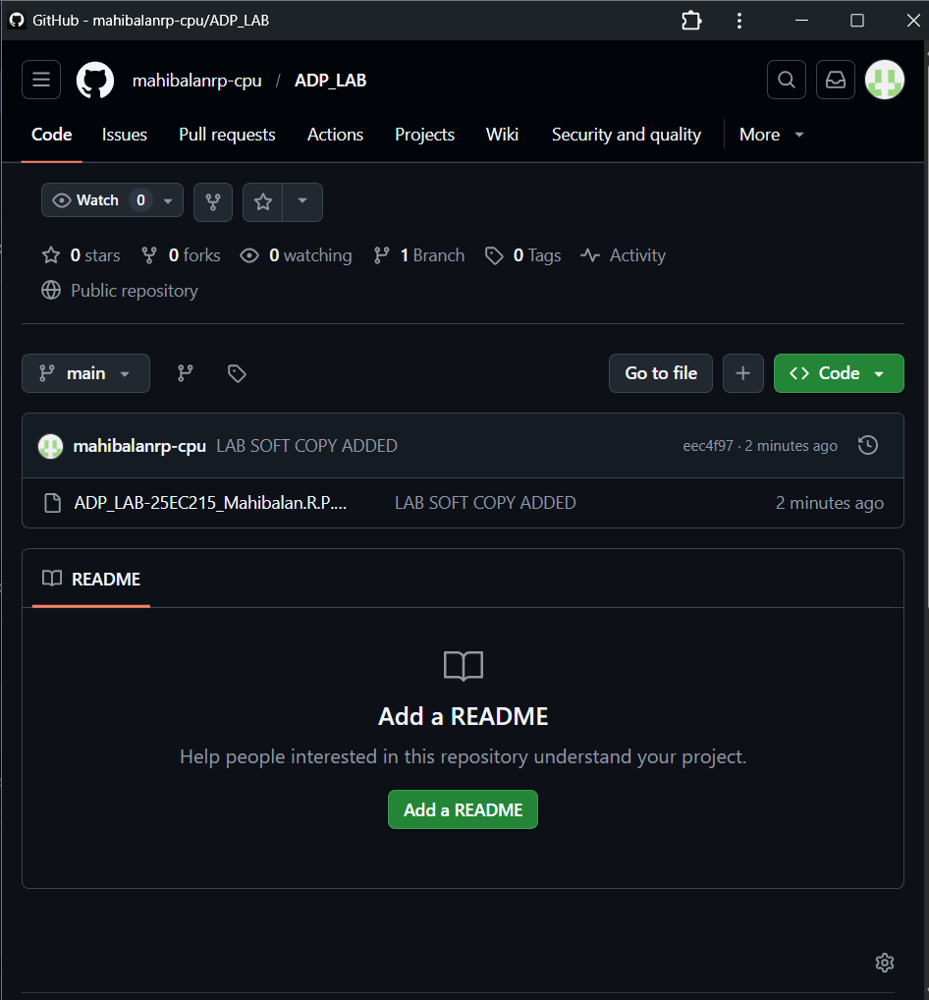 GitHub - mahibalanrp-cpu/ADP_LAB
mahibalanrp-cpu / ADP_LAB
Code Issues Pull requests Actions Projects Wiki Security and quality More
Watch 0
0 stars 0 forks 0 watching 1 Branch 0 Tags Activity
Public repository
main Go to file Code
mahibalanrp-cpu LAB SOFT COPY ADDED eec4f97 · 2 minutes ago
ADP_LAB-25EC215_Mahibalan.R.P.... LAB SOFT COPY ADDED 2 minutes ago
README
Add a README
Help people interested in this repository understand your project.
Add a README